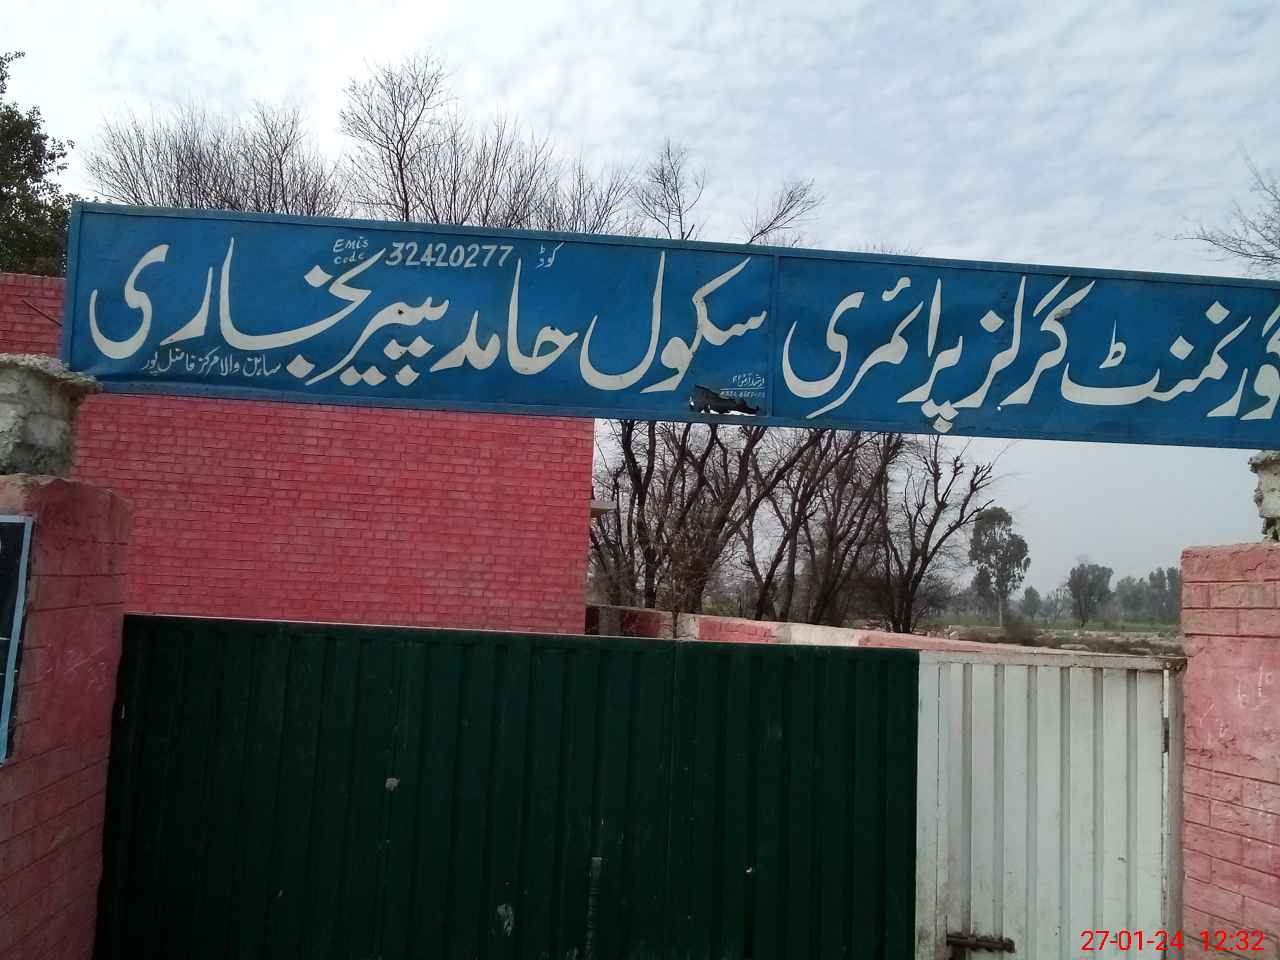 کوڈ 32420277 EMIS Code
گورنمنٹ گرلز پرائمری سکول حامد پیر بخاری
سابق والا مرکز فاضل پور
27-01-24 12:32